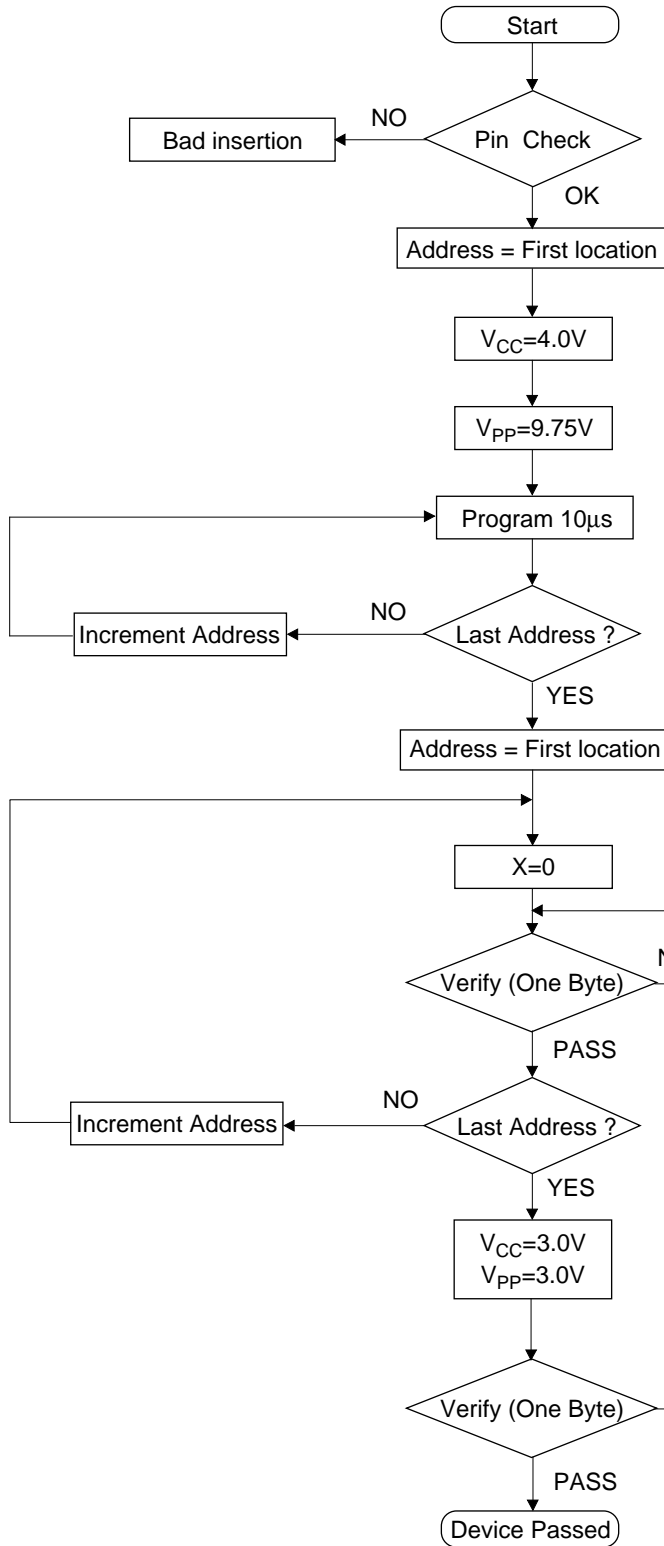 Start
NO
Bad insertion
Pin Check
OK
Address = First location
VCC=4.0V
VPP=9.75V
Program 10µs
NO
Increment Address
Last Address ?
YES
Address = First location
X=0
Verify (One Byte)
PASS
NO
Increment Address
Last Address ?
YES
VCC=3.0V
VPP=3.0V
Verify (One Byte)
PASS
Device Passed